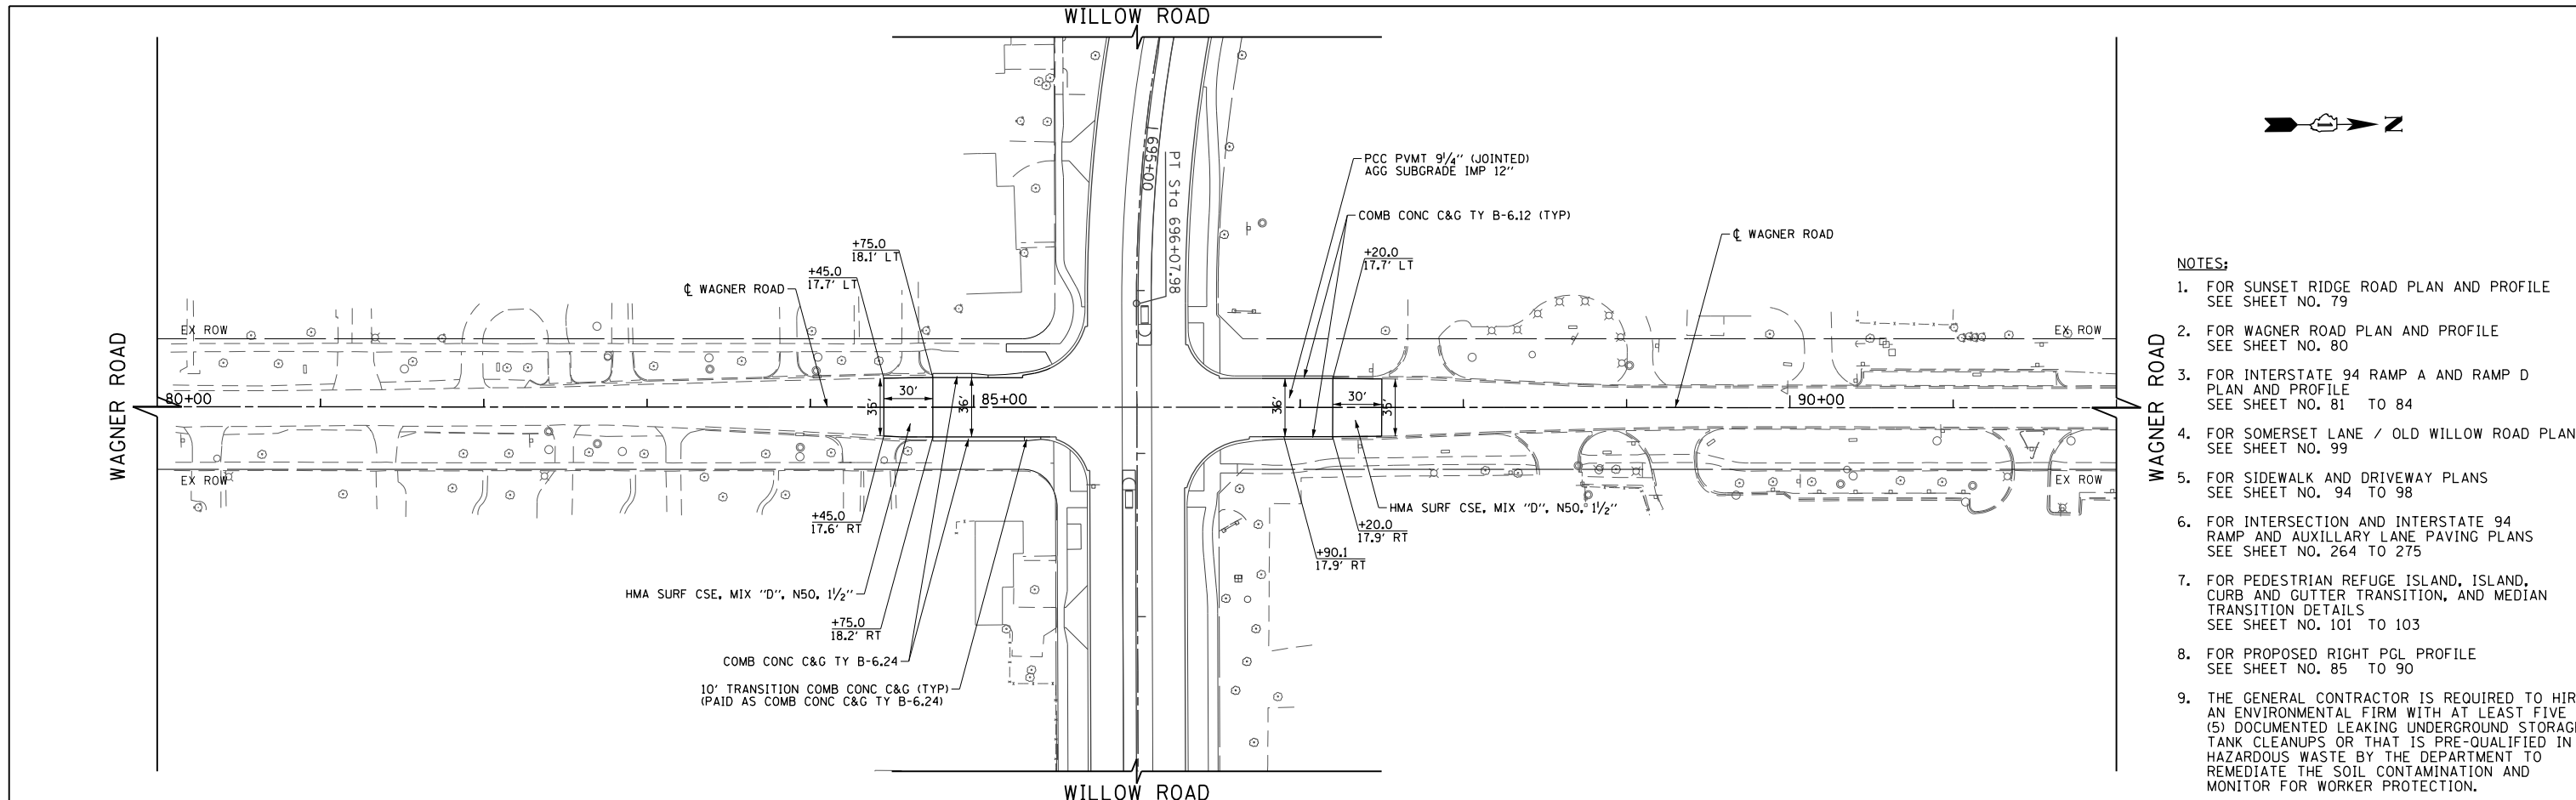 WILLOW ROAD
N
1
695+00
PT Sta 696+07.98
PCC PVMT 9¼" (JOINTED)
AGG SUBGRADE IMP 12"
COMB CONC C&G TY B-6.12 (TYP)
℄ WAGNER ROAD
+20.0
17.7' LT
+75.0
18.1' LT
+45.0
17.7' LT
℄ WAGNER ROAD
EX ROW
EX ROW
WAGNER ROAD
80+00
35'
30'
36'
85+00
36'
30'
35'
90+00
WAGNER ROAD
EX ROW
EX ROW
+45.0
17.6' RT
HMA SURF CSE, MIX "D", N50, 1½"
+20.0
17.9' RT
+90.1
17.9' RT
HMA SURF CSE, MIX "D", N50, 1½"
+75.0
18.2' RT
COMB CONC C&G TY B-6.24
10' TRANSITION COMB CONC C&G (TYP)
(PAID AS COMB CONC C&G TY B-6.24)
WILLOW ROAD
NOTES:
1. FOR SUNSET RIDGE ROAD PLAN AND PROFILE
SEE SHEET NO. 79
2. FOR WAGNER ROAD PLAN AND PROFILE
SEE SHEET NO. 80
3. FOR INTERSTATE 94 RAMP A AND RAMP D
PLAN AND PROFILE
SEE SHEET NO. 81 TO 84
4. FOR SOMERSET LANE / OLD WILLOW ROAD PLAN
SEE SHEET NO. 99
5. FOR SIDEWALK AND DRIVEWAY PLANS
SEE SHEET NO. 94 TO 98
6. FOR INTERSECTION AND INTERSTATE 94
RAMP AND AUXILLARY LANE PAVING PLANS
SEE SHEET NO. 264 TO 275
7. FOR PEDESTRIAN REFUGE ISLAND, ISLAND,
CURB AND GUTTER TRANSITION, AND MEDIAN
TRANSITION DETAILS
SEE SHEET NO. 101 TO 103
8. FOR PROPOSED RIGHT PGL PROFILE
SEE SHEET NO. 85 TO 90
9. THE GENERAL CONTRACTOR IS REQUIRED TO HIR
AN ENVIRONMENTAL FIRM WITH AT LEAST FIVE
(5) DOCUMENTED LEAKING UNDERGROUND STORAG
TANK CLEANUPS OR THAT IS PRE-QUALIFIED IN
HAZARDOUS WASTE BY THE DEPARTMENT TO
REMEDIATE THE SOIL CONTAMINATION AND
MONITOR FOR WORKER PROTECTION.